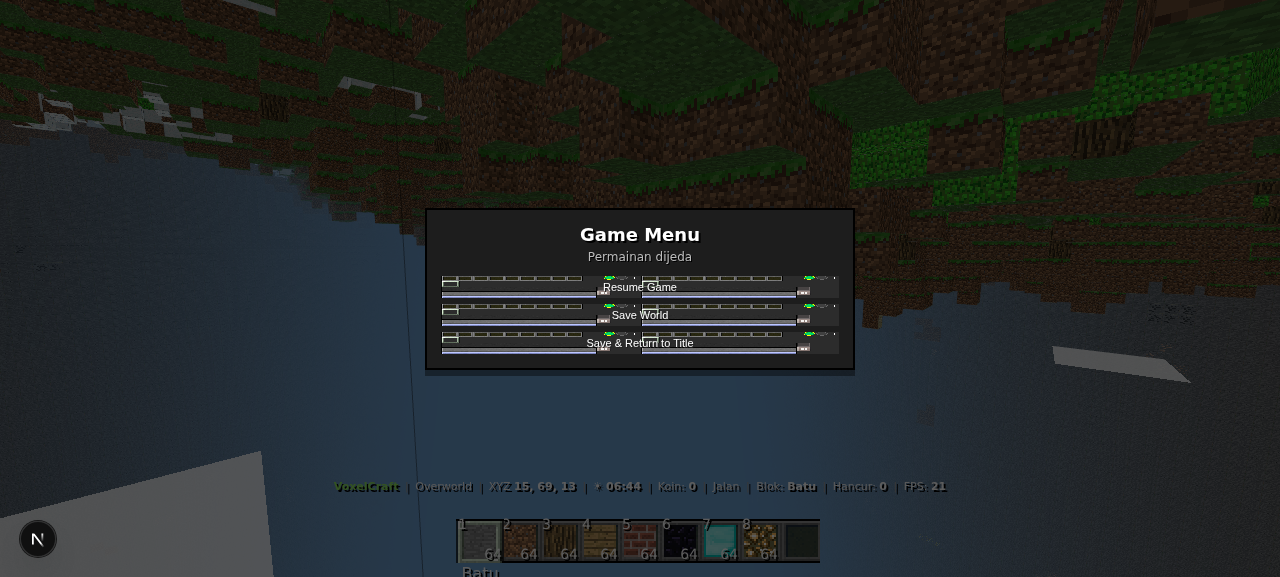 Game Menu
Permainan dijeda
Resume Game
Save World
Save & Return to Title
VoxelCraft | Overworld | XYZ 15, 69, 13 | ☀ 06:44 | Koin: 0 | Jalan | Blok: Batu | Hancur: 0 | FPS: 21
1 2 3 4 5 6 7 8
64 64 64 64 64 64 64 64
Batu
N